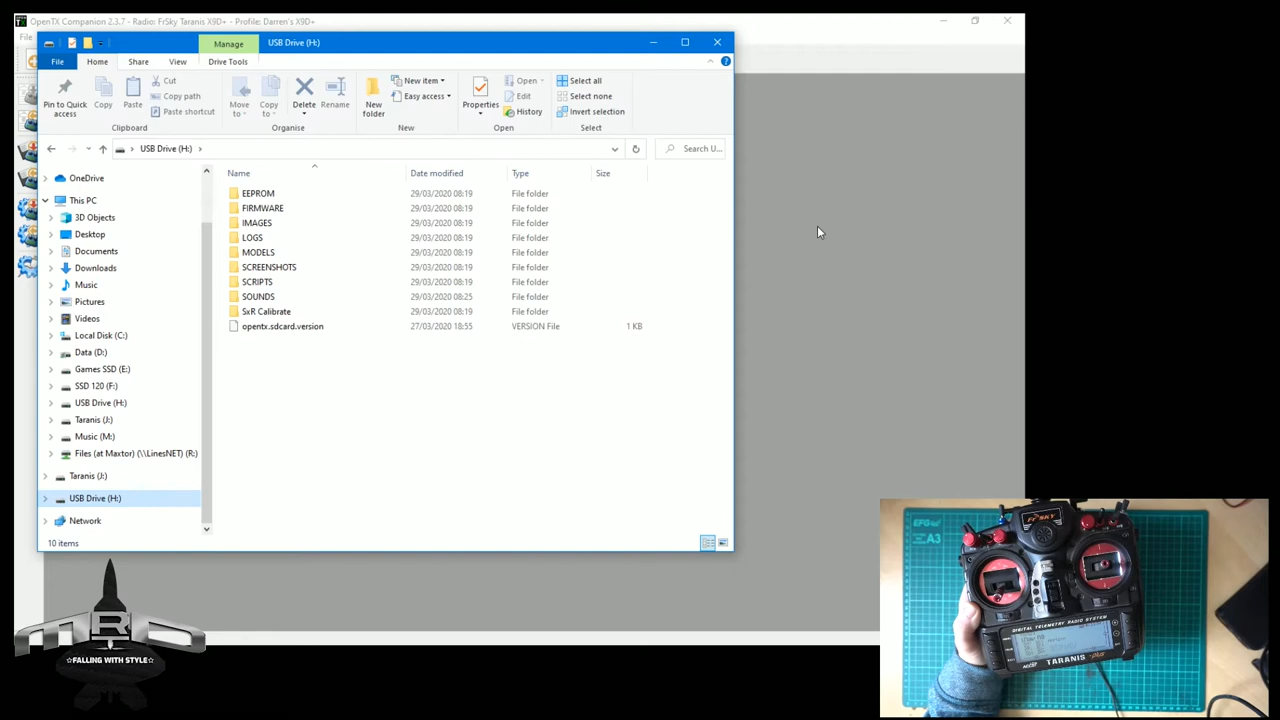 OpenTX Companion 2.3.7 - Radio: FrSky Taranis X9D+ - Profile: Darren's X9D+
Manage
USB Drive (H:)
File
Home
Share
View
Drive Tools
Pin to Quick access
Copy
Paste
Cut
Copy path
Paste shortcut
Clipboard
Move to
Copy to
Delete
Rename
Organise
New folder
New item
Easy access
New
Properties
Open
Edit
History
Open
Select all
Select none
Invert selection
Select
USB Drive (H:)
Search U...
Name
Date modified
Type
Size
EEPROM 29/03/2020 08:19 File folder
FIRMWARE 29/03/2020 08:19 File folder
IMAGES 29/03/2020 08:19 File folder
LOGS 29/03/2020 08:19 File folder
MODELS 29/03/2020 08:19 File folder
SCREENSHOTS 29/03/2020 08:19 File folder
SCRIPTS 29/03/2020 08:19 File folder
SOUNDS 29/03/2020 08:25 File folder
SxR Calibrate 29/03/2020 08:19 File folder
opentx.sdcard.version 27/03/2020 18:55 VERSION File 1 KB
OneDrive
This PC
3D Objects
Desktop
Documents
Downloads
Music
Pictures
Videos
Local Disk (C:)
Data (D:)
Games SSD (E:)
SSD 120 (F:)
USB Drive (H:)
Taranis (J:)
Music (M:)
Files (at Maxtor) (\\LinesNET) (R:)
Taranis (J:)
USB Drive (H:)
Network
10 items
MRD
☆FALLING WITH STYLE☆
A3
FrSKY
DIGITAL TELEMETRY RADIO SYSTEM
ACCST
TARANIS plus